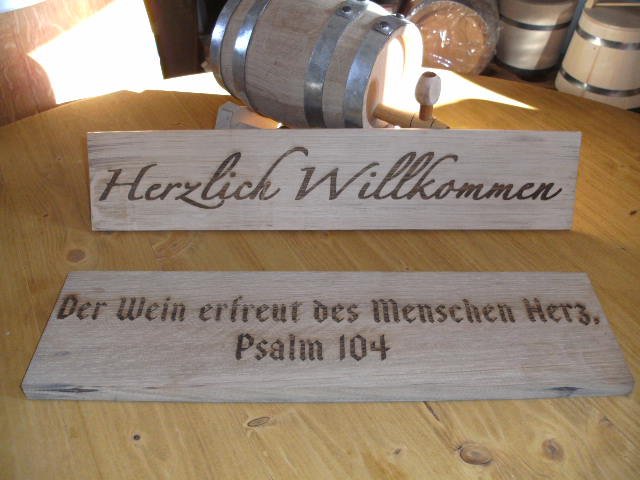 Herzlich Willkommen
Der Wein erfreut des Menschen Herz,
Psalm 104